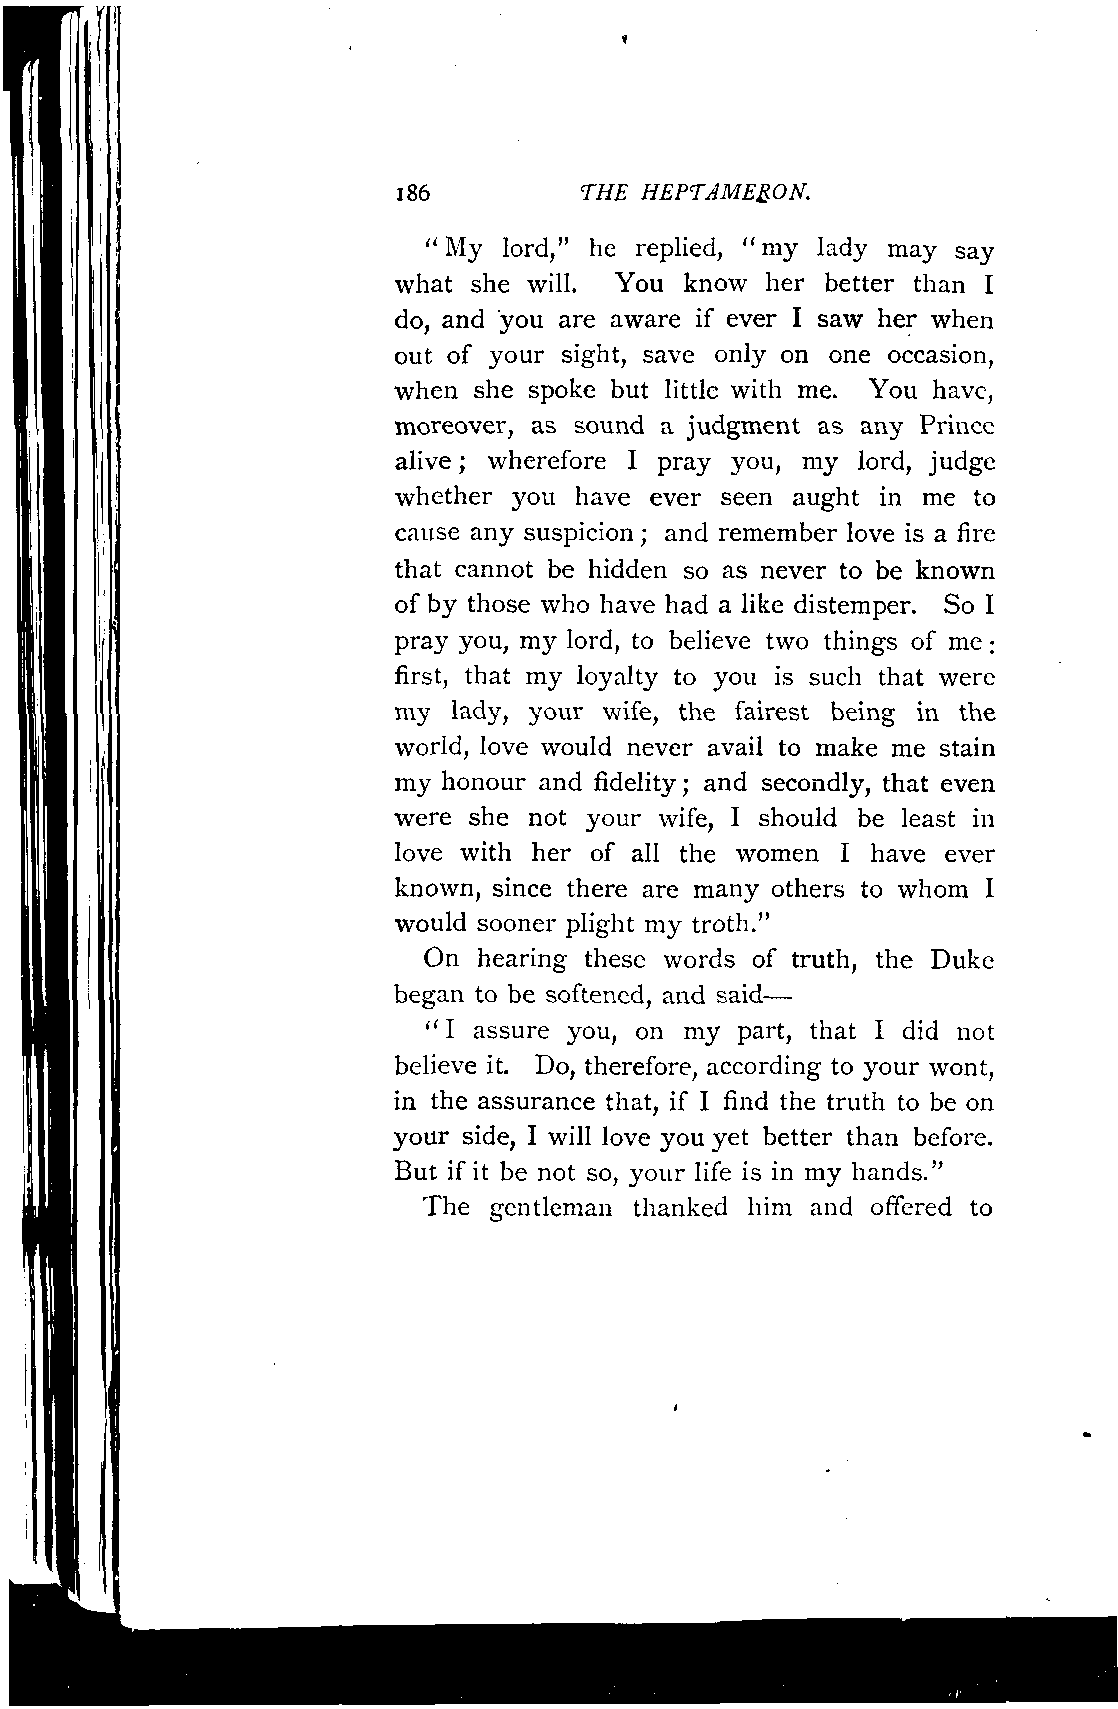 186 THE HEPTAMERON.
"My lord," he replied, "my lady may say
what she will. You know her better than I
do, and you are aware if ever I saw her when
out of your sight, save only on one occasion,
when she spoke but little with me. You have,
moreover, as sound a judgment as any Prince
alive; wherefore I pray you, my lord, judge
whether you have ever seen aught in me to
cause any suspicion; and remember love is a fire
that cannot be hidden so as never to be known
of by those who have had a like distemper. So I
pray you, my lord, to believe two things of me:
first, that my loyalty to you is such that were
my lady, your wife, the fairest being in the
world, love would never avail to make me stain
my honour and fidelity; and secondly, that even
were she not your wife, I should be least in
love with her of all the women I have ever
known, since there are many others to whom I
would sooner plight my troth."
On hearing these words of truth, the Duke
began to be softened, and said—
"I assure you, on my part, that I did not
believe it. Do, therefore, according to your wont,
in the assurance that, if I find the truth to be on
your side, I will love you yet better than before.
But if it be not so, your life is in my hands."
The gentleman thanked him and offered to